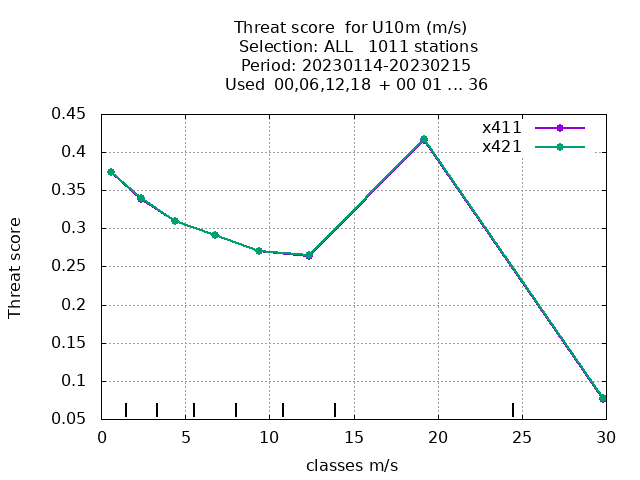 Threat score  for U10m (m/s)
Selection: ALL   1011 stations
Period: 20230114-20230215
Used  00,06,12,18 + 00 01 ... 36
x411
x421
0.45
0.4
0.35
0.3
0.25
0.2
0.15
0.1
0.05
Threat score
0 5 10 15 20 25 30
classes m/s